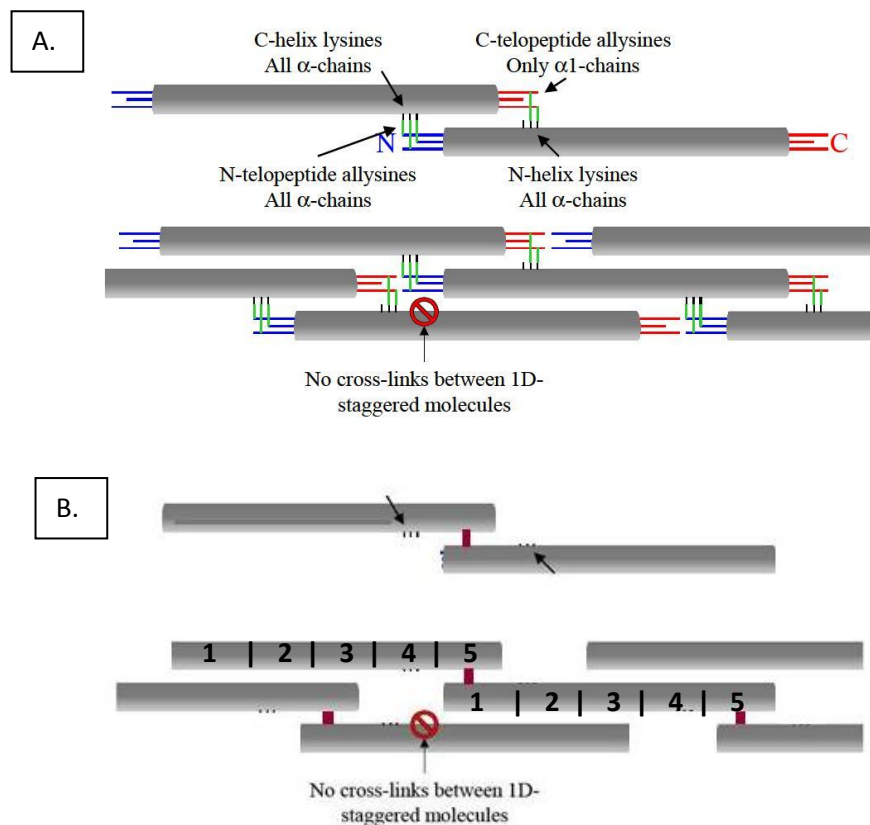 A.
C-helix lysines
All α-chains
C-telopeptide allysines
Only α1-chains
N
C
N-telopeptide allysines
All α-chains
N-helix lysines
All α-chains
No cross-links between 1D-
staggered molecules
B.
1 | 2 | 3 | 4 | 5
1 | 2 | 3 | 4 | 5
No cross-links between 1D-
staggered molecules